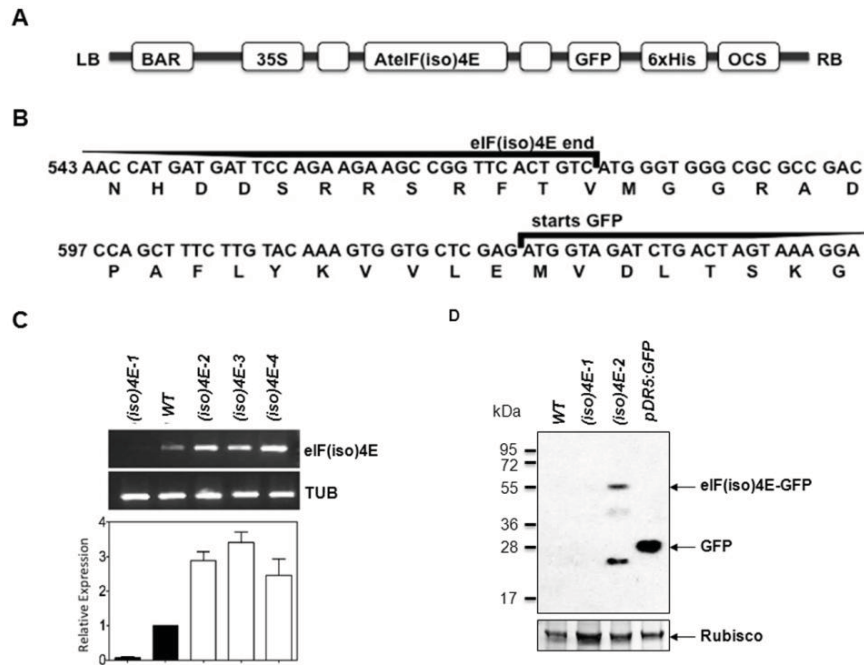 A
LB BAR 35S AteIF(iso)4E GFP 6xHis OCS RB
B
eIF(iso)4E end
543 AAC CAT GAT GAT TCC AGA AGA AGC CGG TTC ACT GTC ATG GGT GGG CGC GCC GAC
N H D D S R R S R F T V M G G R A D
starts GFP
597 CCA GCT TTC TTG TAC AAA GTG GTG CTC GAG ATG GTA GAT CTG ACT AGT AAA GGA
P A F L Y K V V L E M V D L T S K G
C
(iso)4E-1 WT (iso)4E-2 (iso)4E-3 (iso)4E-4
eIF(iso)4E
TUB
Relative Expression
4
3
2
1
0
D
WT (iso)4E-1 (iso)4E-2 pDR5:GFP
kDa
95
72
55 eIF(iso)4E-GFP
36
28 GFP
17
Rubisco